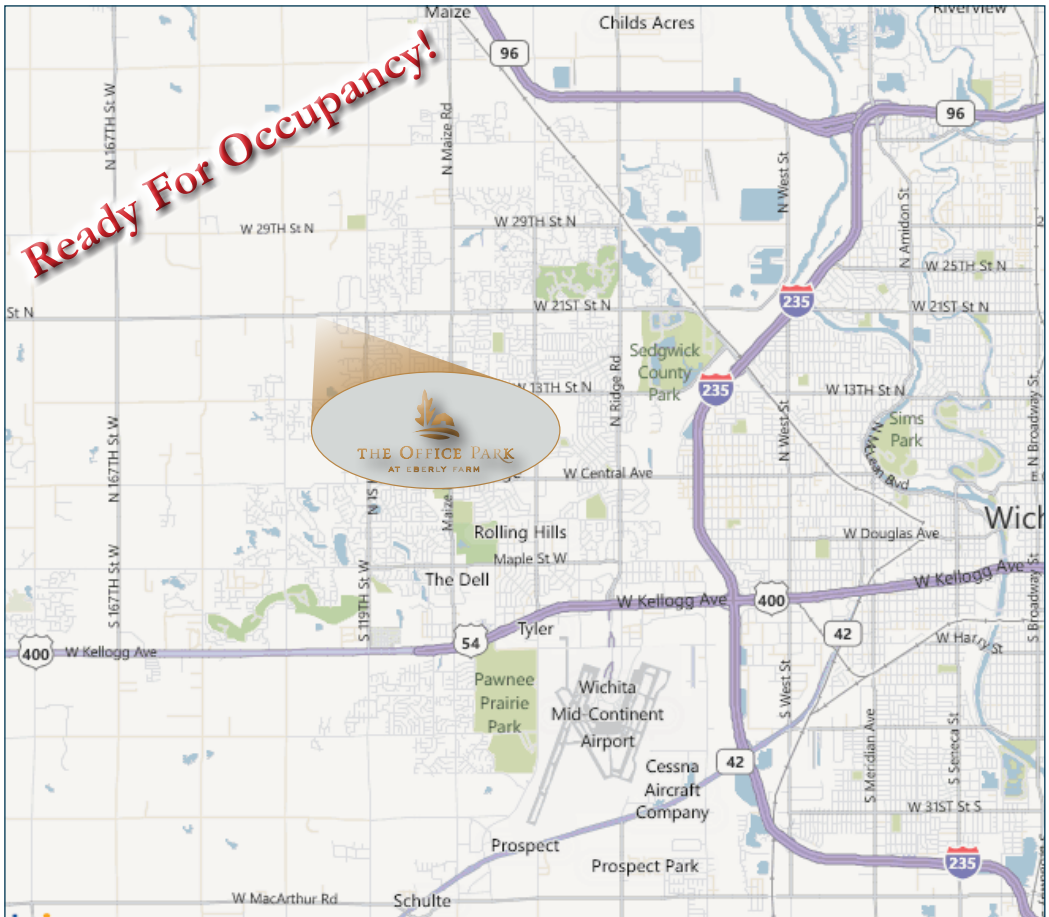 Maize
Childs Acres
Riverview
96
96
Ready For Occupancy!
N 167TH St W
N Maize Rd
N West St
N Amidon St
W 29TH St N
W 29TH St N
W 25TH St N
St N
W 21ST St N
W 21ST St N
235
Sedgwick
County
Park
235
N Ridge Rd
W 13TH St N
W 13TH St N
Sims
Park
N McLean Blvd
N Broadway St
THE OFFICE PARK
AT EBERLY FARM
N 167TH St W
N West St
W Central Ave
Maize
Rolling Hills
Maple St W
The Dell
W Douglas Ave
Wich
S 167TH St W
S 119TH St W
W Kellogg Ave
400
W Kellogg Ave
S Broadway St
400
W Kellogg Ave
54
Tyler
42
W Harry St
Pawnee
Prairie
Park
Wichita
Mid-Continent
Airport
S West St
S Meridian Ave
S Seneca St
42
Cessna
Aircraft
Company
W 31ST St S
Prospect
Prospect Park
235
W MacArthur Rd
Schulte